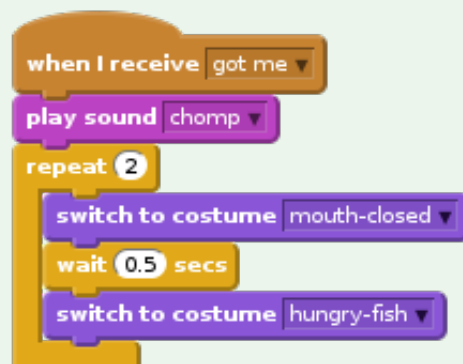 when I receive got me
play sound chomp
repeat 2
switch to costume mouth-closed
wait 0.5 secs
switch to costume hungry-fish